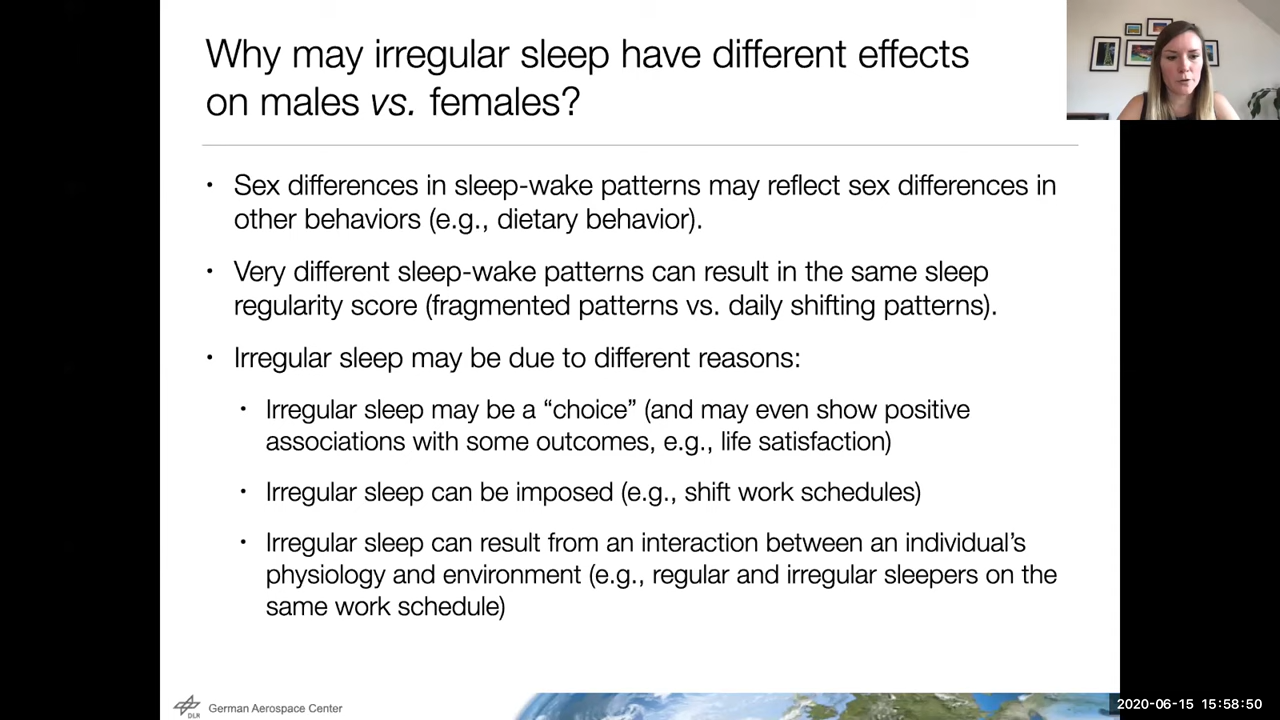 Why may irregular sleep have different effects
on males vs. females?
• Sex differences in sleep-wake patterns may reflect sex differences in
other behaviors (e.g., dietary behavior).
• Very different sleep-wake patterns can result in the same sleep
regularity score (fragmented patterns vs. daily shifting patterns).
• Irregular sleep may be due to different reasons:
• Irregular sleep may be a “choice” (and may even show positive
associations with some outcomes, e.g., life satisfaction)
• Irregular sleep can be imposed (e.g., shift work schedules)
• Irregular sleep can result from an interaction between an individual’s
physiology and environment (e.g., regular and irregular sleepers on the
same work schedule)
DLR
German Aerospace Center
2020-06-15 15:58:50